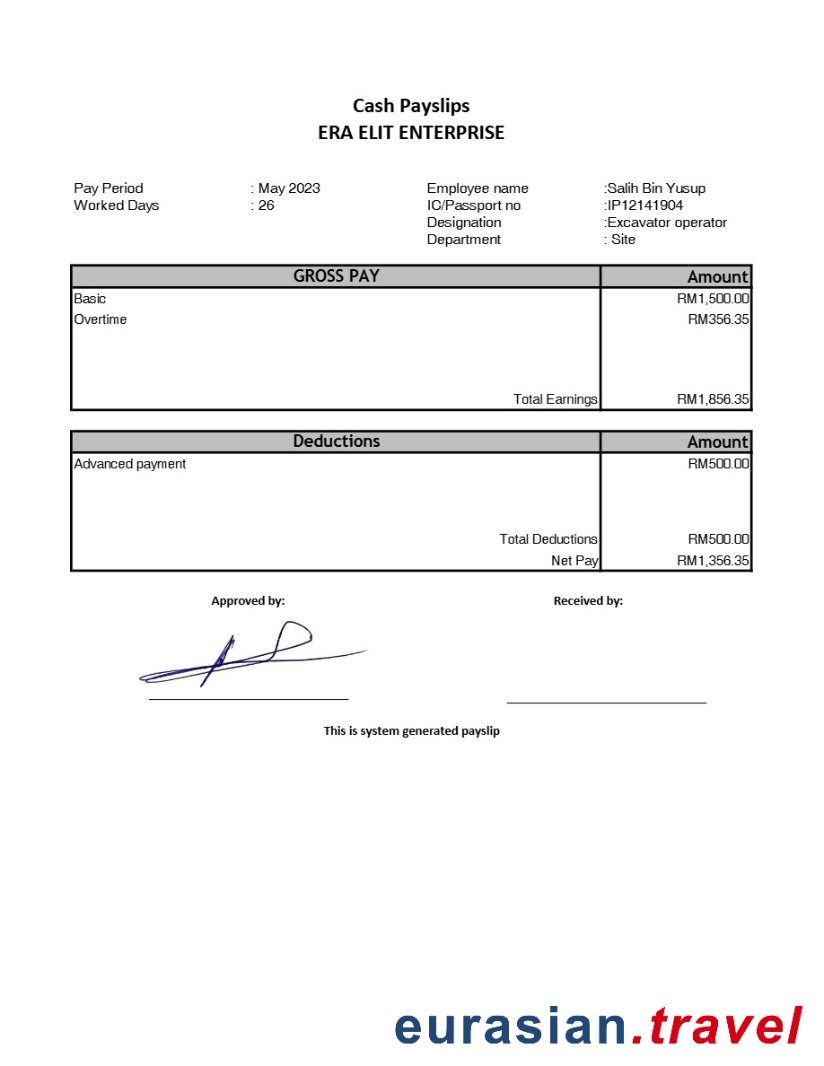 Cash Payslips
ERA ELIT ENTERPRISE
Pay Period : May 2023 Employee name :Salih Bin Yusup
Worked Days : 26 IC/Passport no :IP12141904
Designation :Excavator operator
Department : Site
GROSS PAY Amount
Basic RM1,500.00
Overtime RM356.35
Total Earnings RM1,856.35
Deductions Amount
Advanced payment RM500.00
Total Deductions RM500.00
Net Pay RM1,356.35
Approved by: Received by:
This is system generated payslip
eurasian.travel